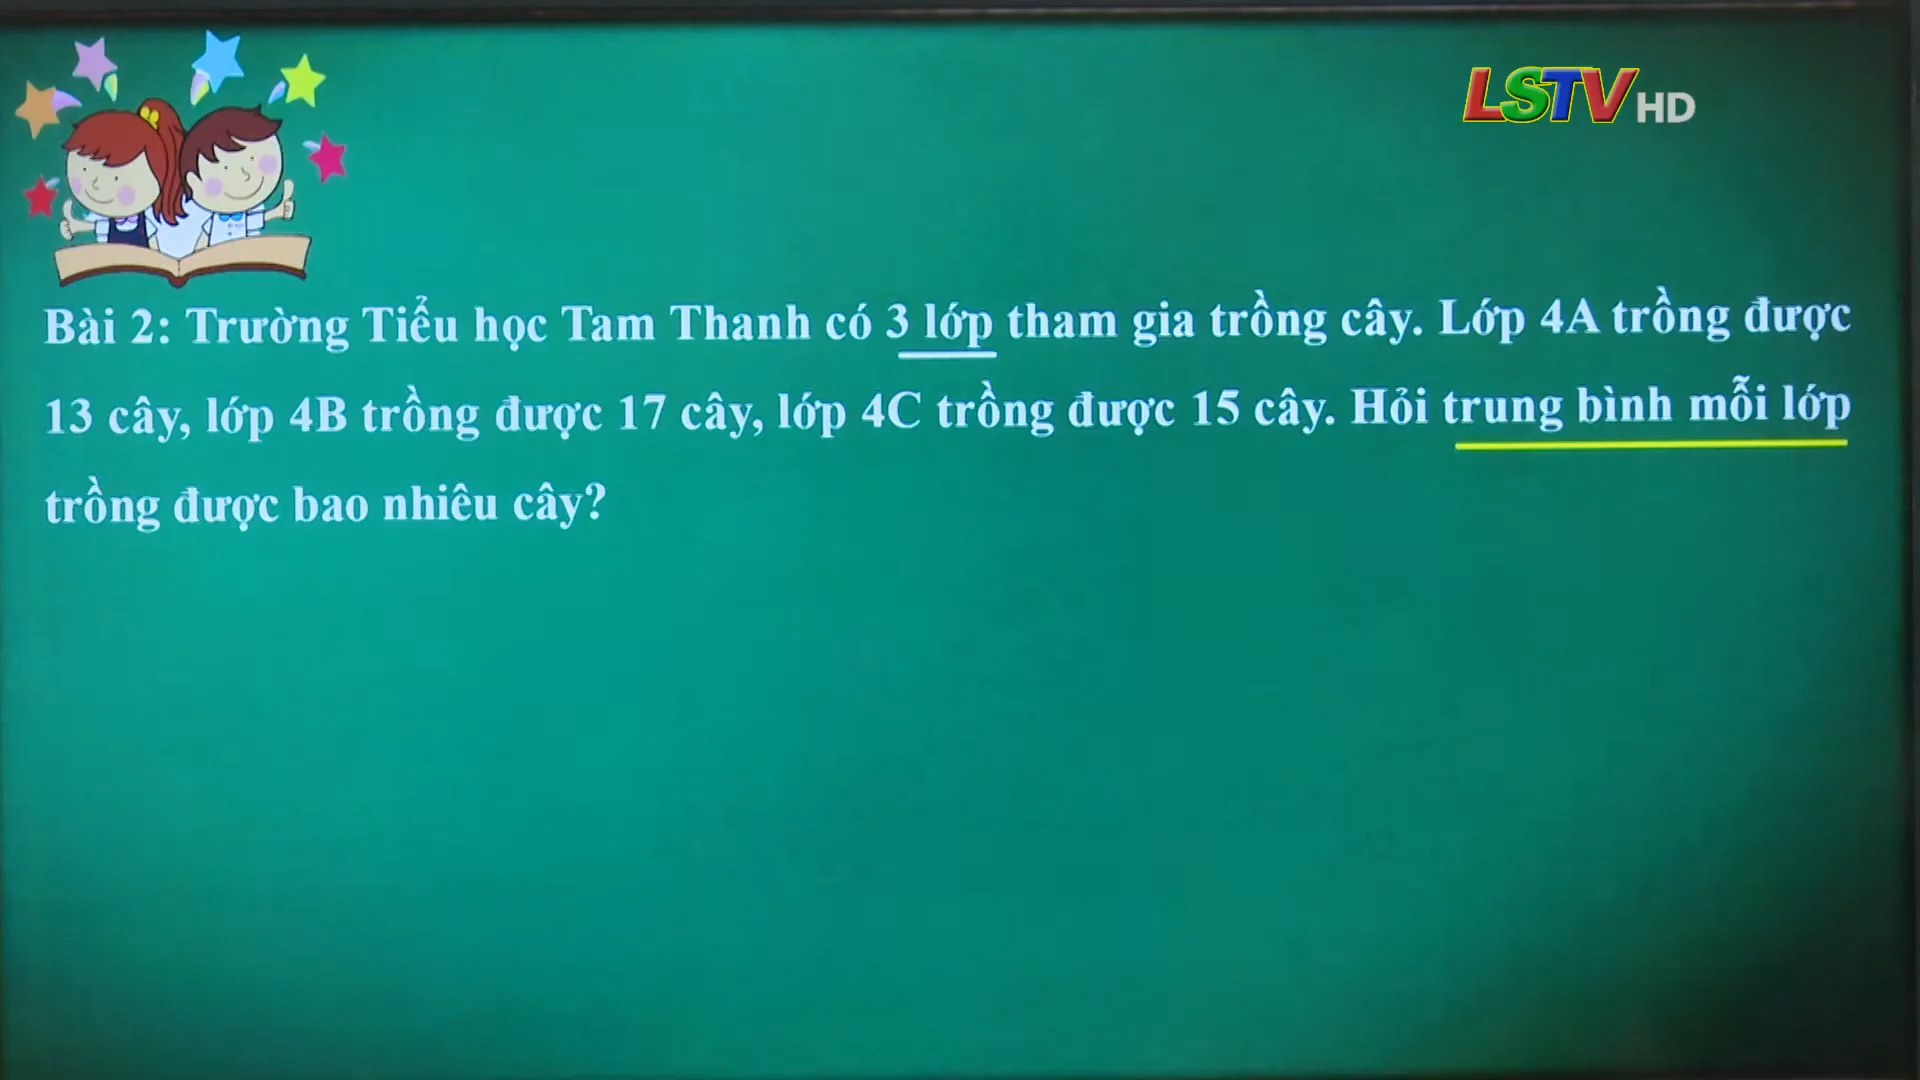 LSTV HD
Bài 2: Trường Tiểu học Tam Thanh có 3 lớp tham gia trồng cây. Lớp 4A trồng được
13 cây, lớp 4B trồng được 17 cây, lớp 4C trồng được 15 cây. Hỏi trung bình mỗi lớp
trồng được bao nhiêu cây?